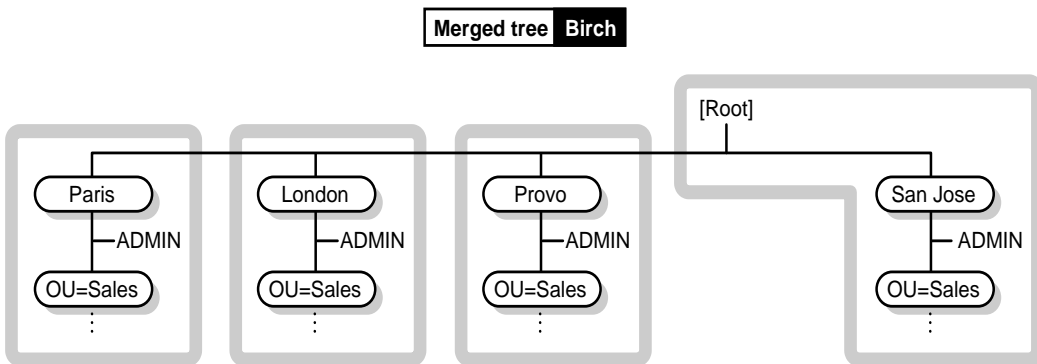 Merged tree Birch
[Root]
Paris London Provo San Jose
ADMIN ADMIN ADMIN ADMIN
OU=Sales OU=Sales OU=Sales OU=Sales